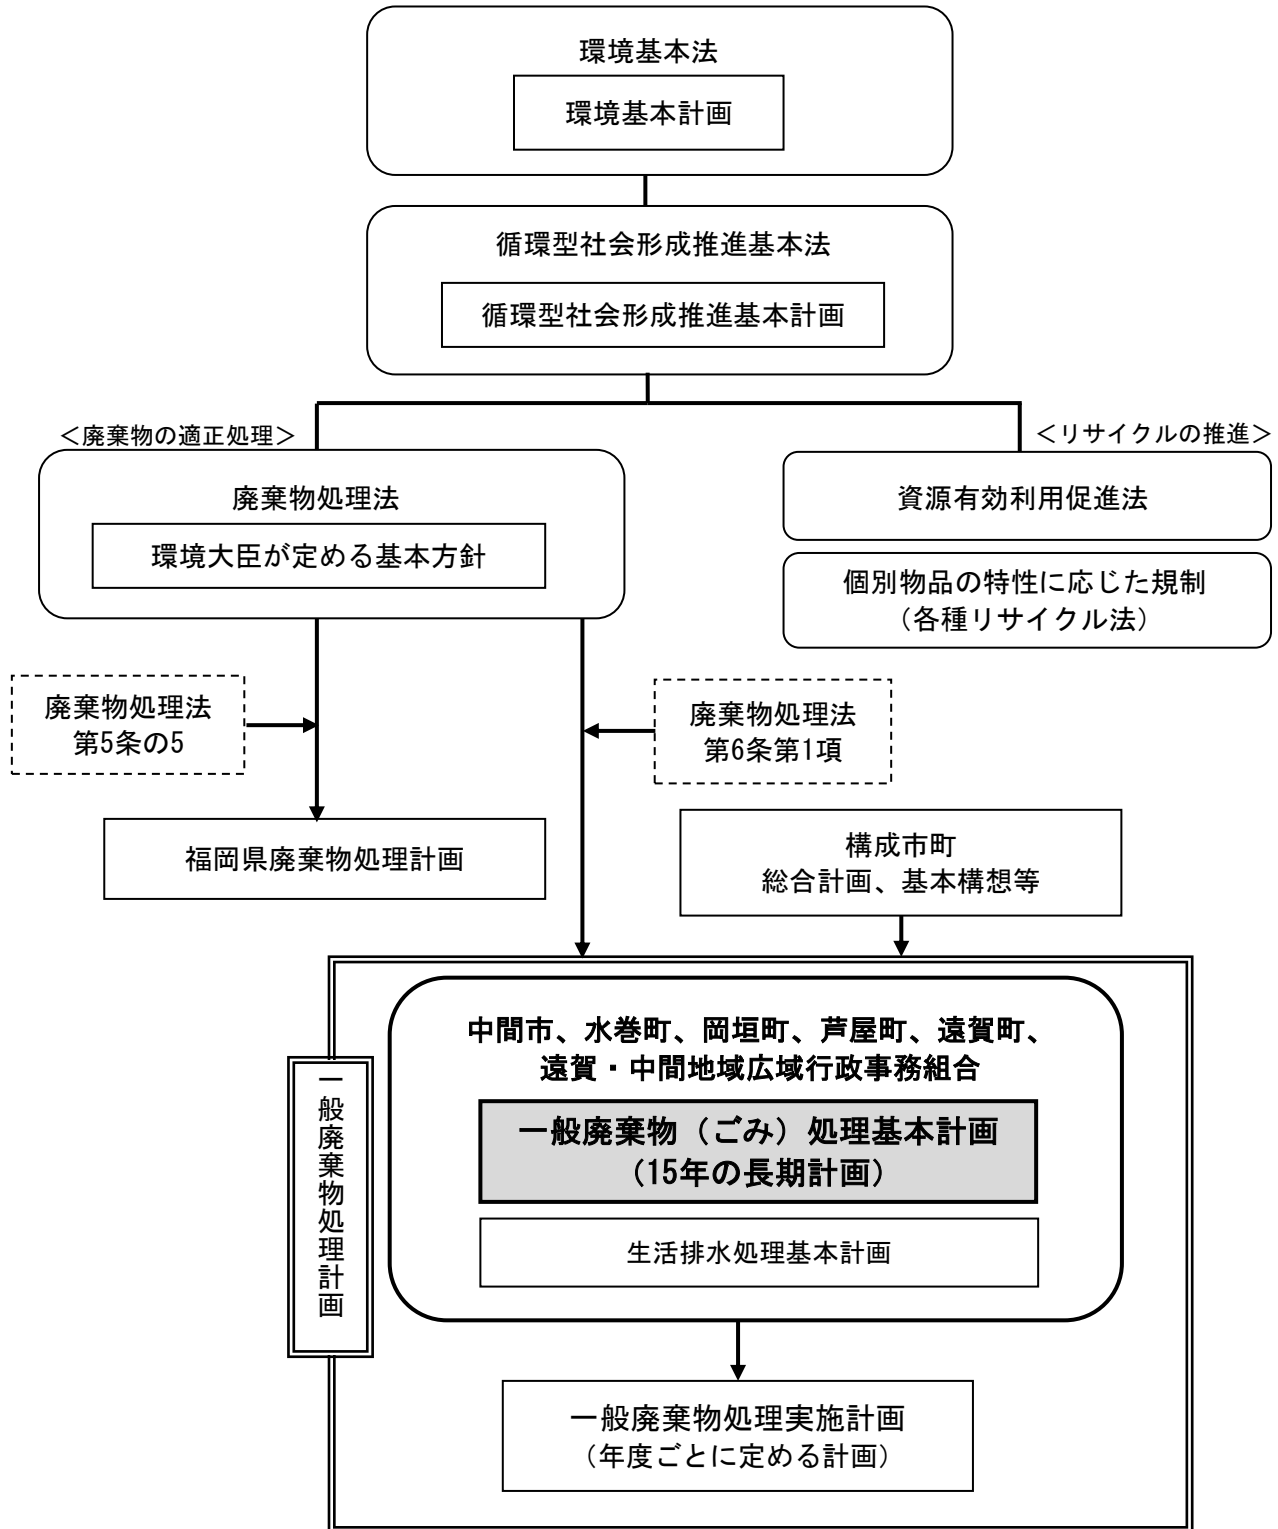 環境基本法
環境基本計画
循環型社会形成推進基本法
循環型社会形成推進基本計画
＜廃棄物の適正処理＞
＜リサイクルの推進＞
廃棄物処理法
環境大臣が定める基本方針
資源有効利用促進法
個別物品の特性に応じた規制
（各種リサイクル法）
廃棄物処理法
第5条の5
廃棄物処理法
第6条第1項
福岡県廃棄物処理計画
構成市町
総合計画、基本構想等
中間市、水巻町、岡垣町、芦屋町、遠賀町、
遠賀・中間地域広域行政事務組合
一般廃棄物（ごみ）処理基本計画
（15年の長期計画）
生活排水処理基本計画
一般廃棄物処理計画
一般廃棄物処理実施計画
（年度ごとに定める計画）